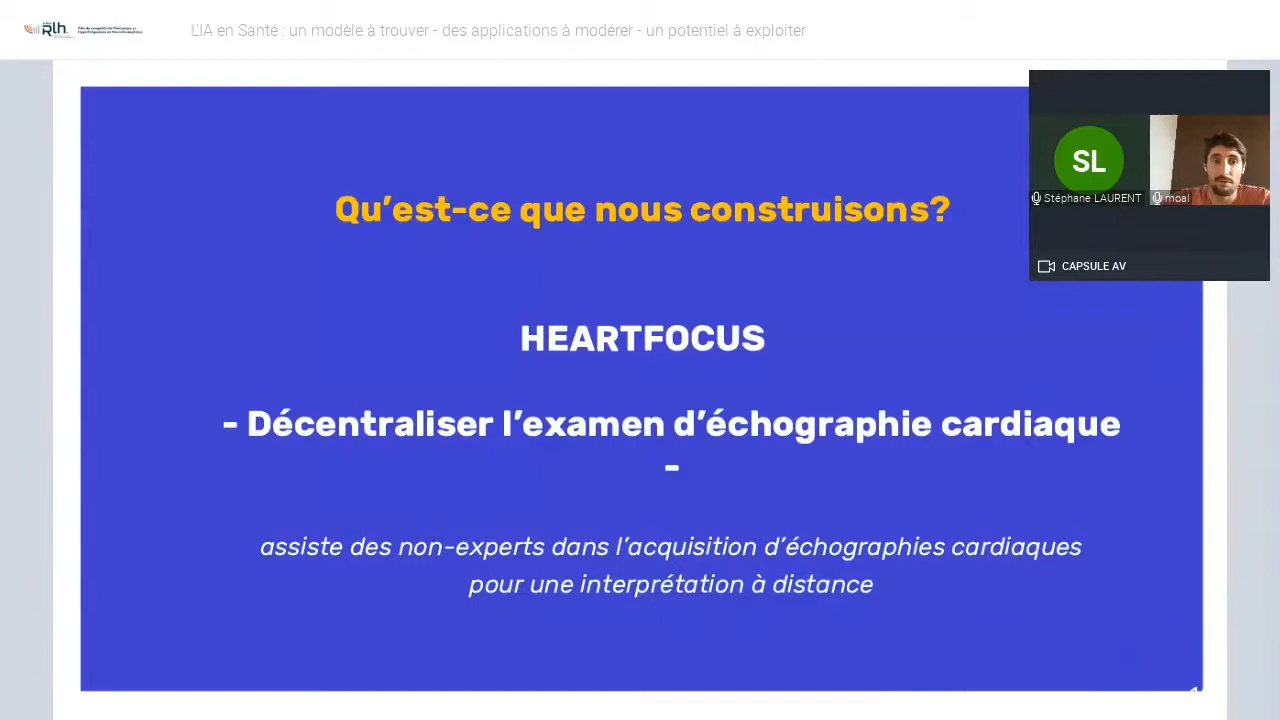 Rlh
L'IA en Santé : un modèle à trouver - des applications à modérer - un potentiel à exploiter
Qu'est-ce que nous construisons?
SL
Stéphane LAURENT
moal
CAPSULE AV
HEARTFOCUS
- Décentraliser l'examen d'échographie cardiaque
-
assiste des non-experts dans l'acquisition d'échographies cardiaques
pour une interprétation à distance